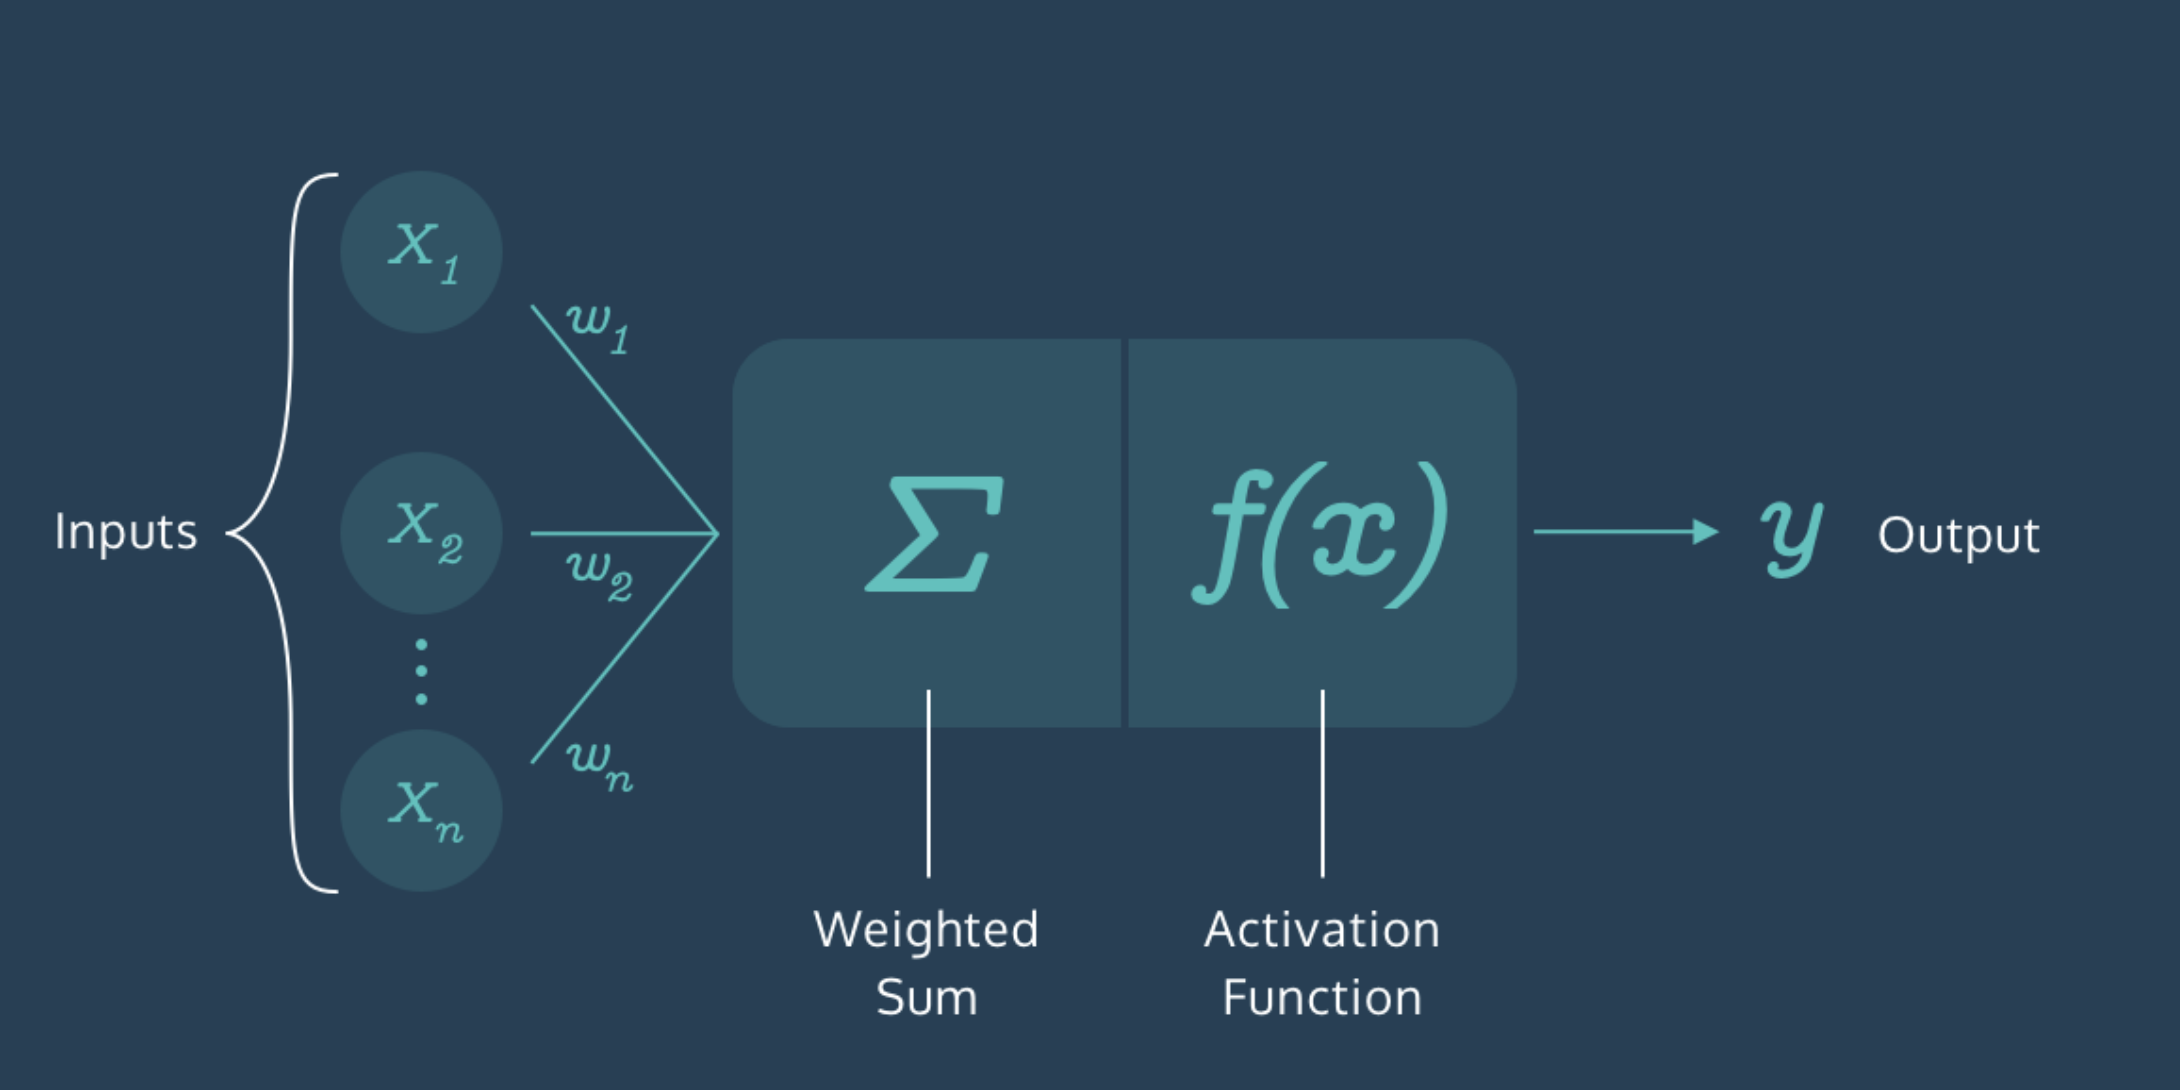 Inputs
X1
X2
Xn
w1
w2
wn
Σ
f(x)
y
Output
Weighted
Sum
Activation
Function